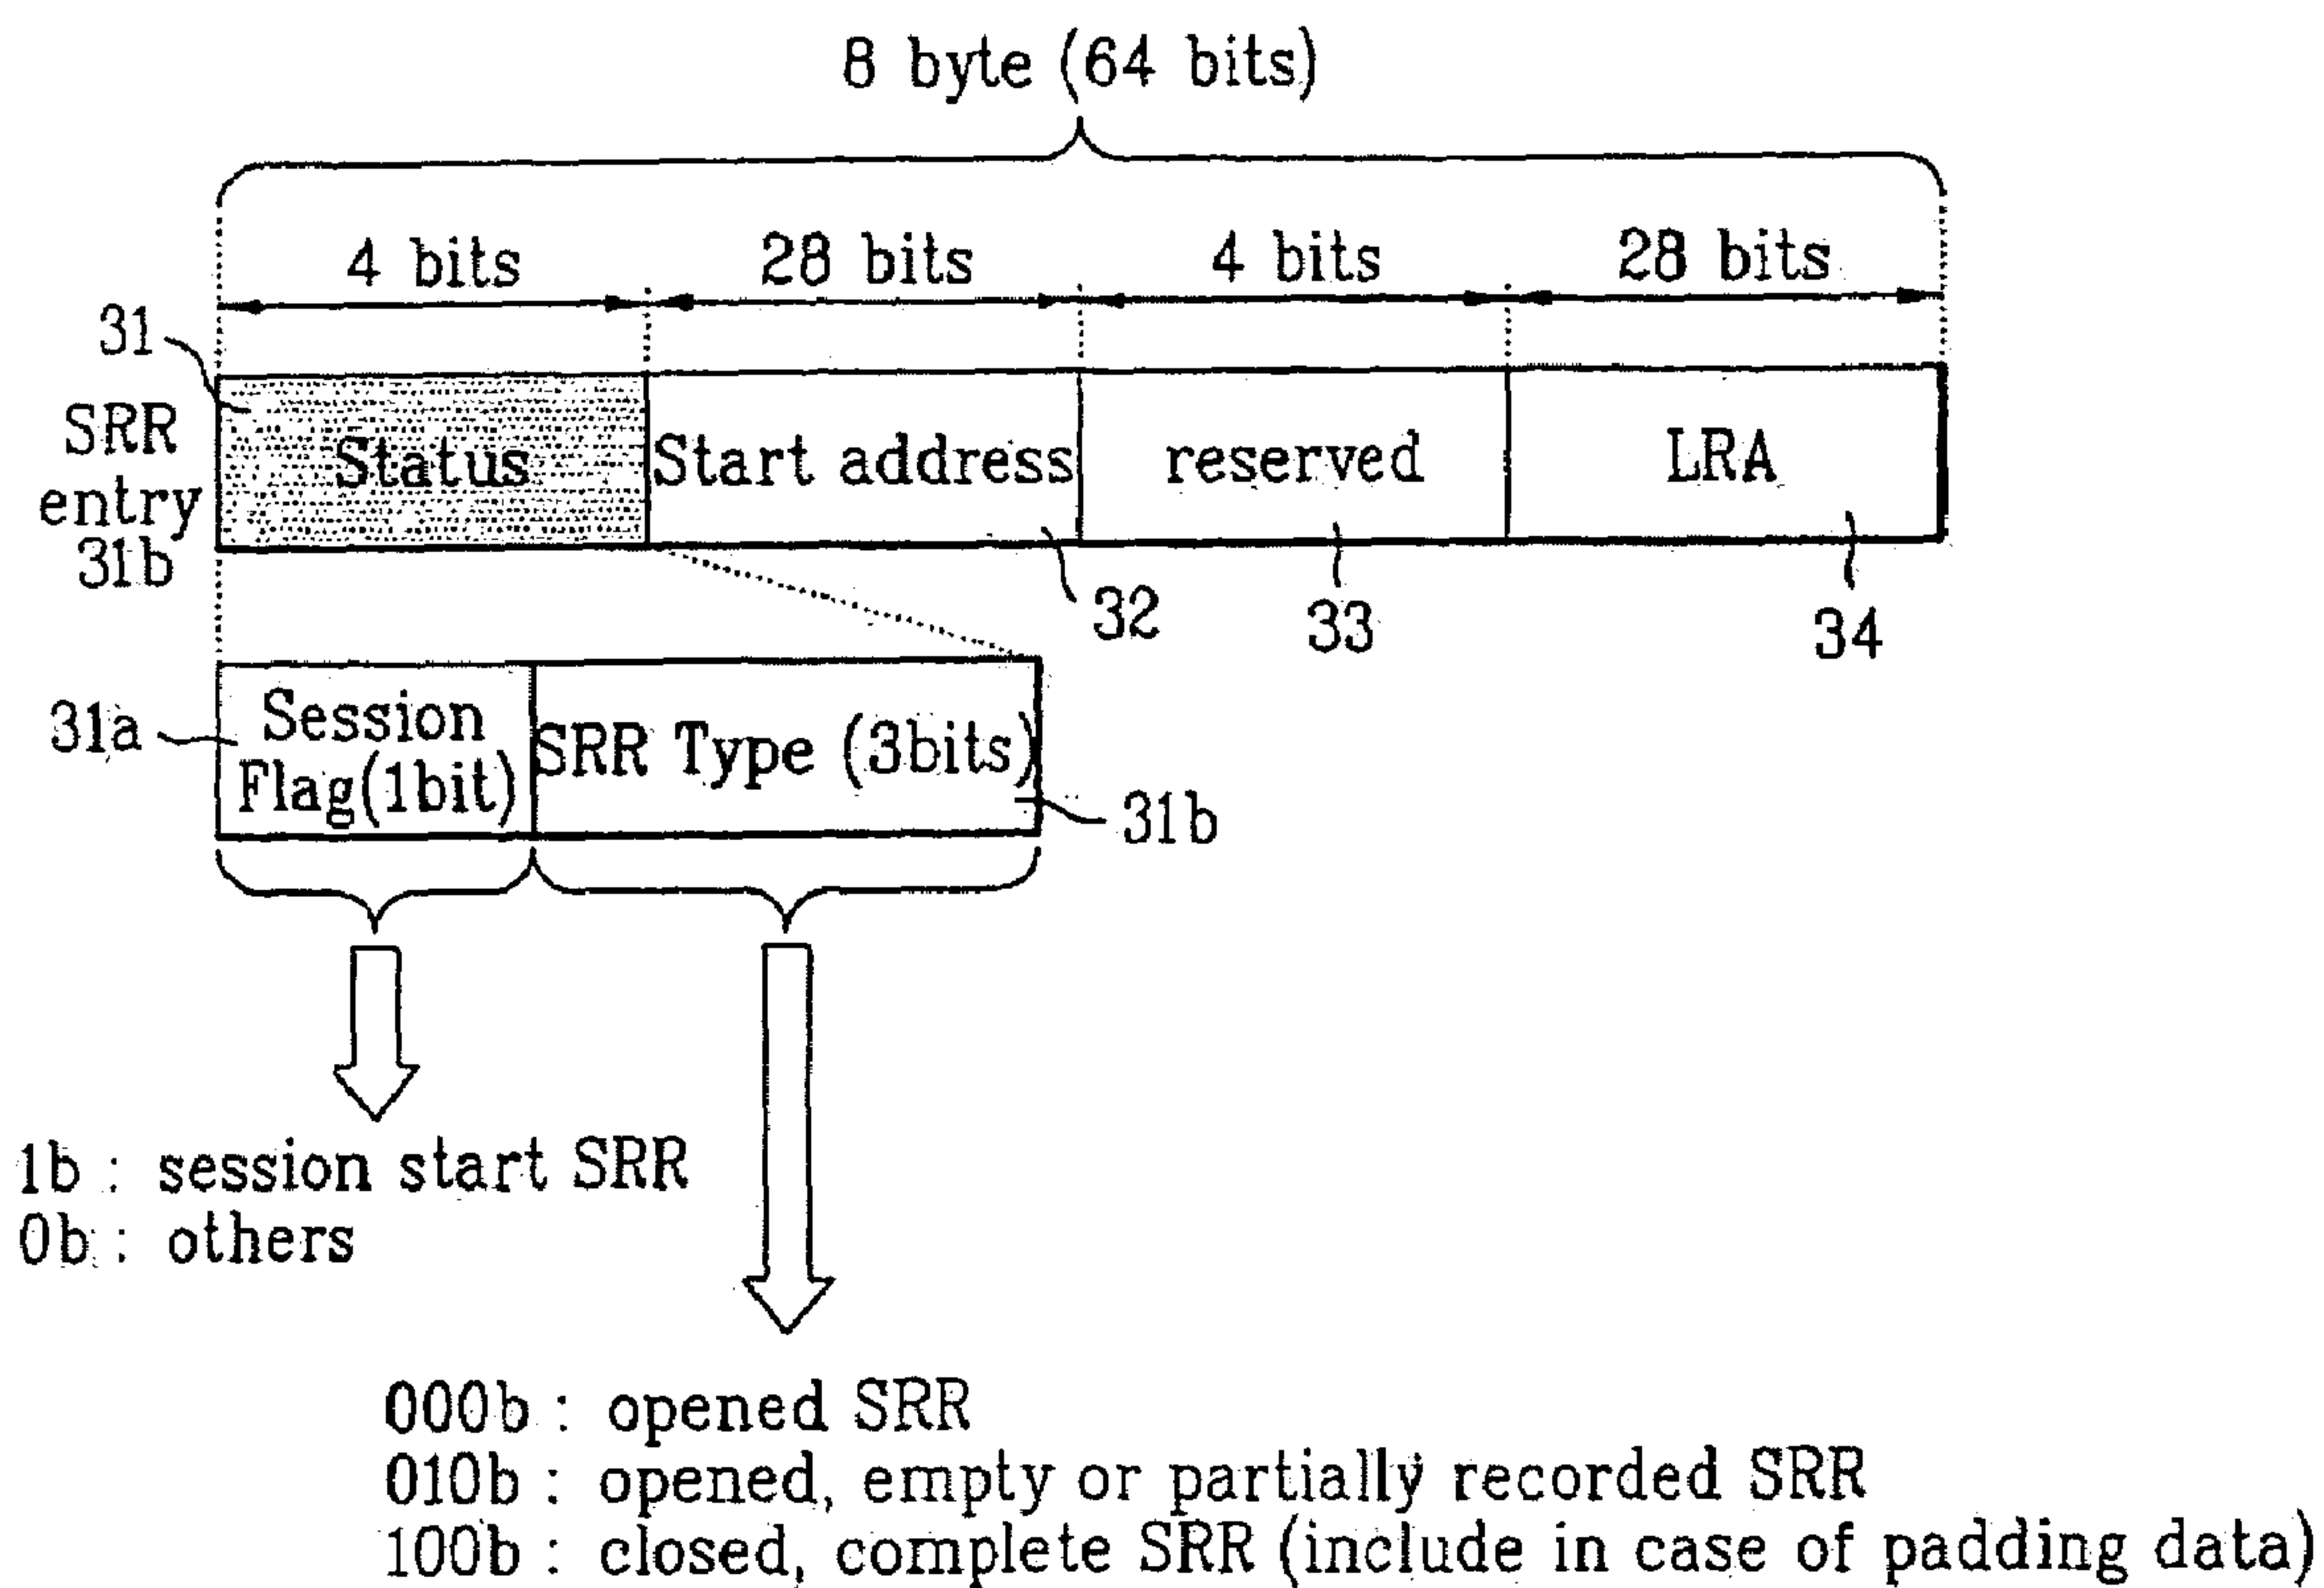 8 byte (64 bits)
4 bits
28 bits
4 bits
28 bits
31
SRR
entry
31b
Status
Start address
reserved
LRA
32
33
34
31a
Session
Flag(1bit)
SRR Type (3bits)
31b
1b : session start SRR
0b : others
000b : opened SRR
010b : opened, empty or partially recorded SRR
100b : closed, complete SRR (include in case of padding data)